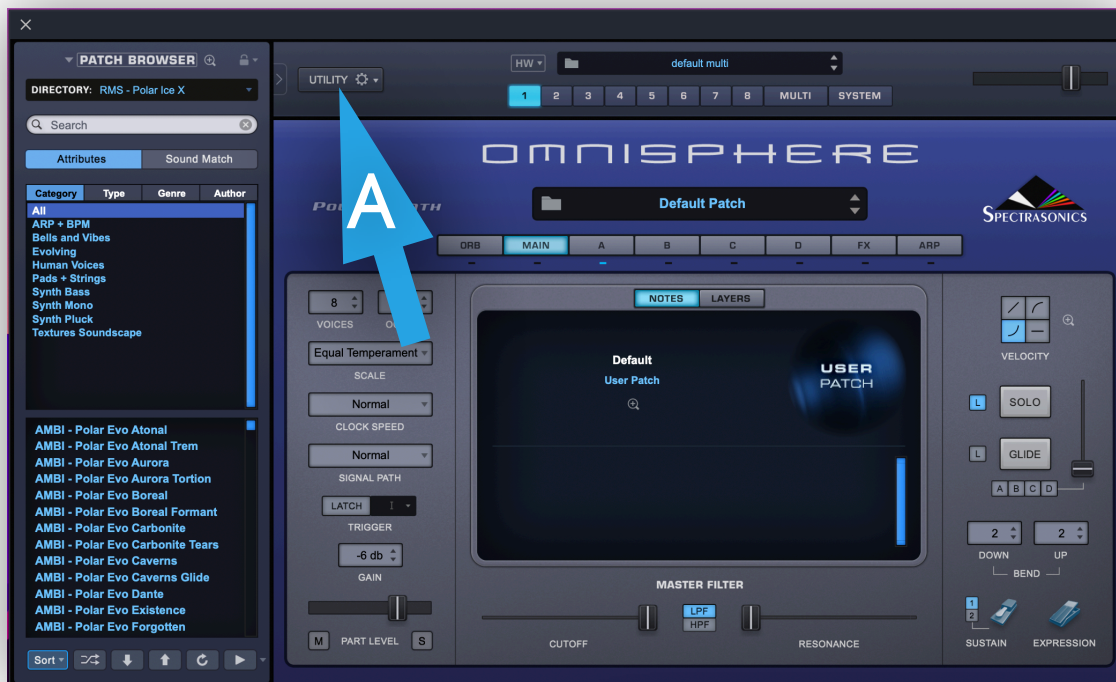 PATCH BROWSER
DIRECTORY: RMS - Polar Ice X
Search
Attributes Sound Match
Category Type Genre Author
All
ARP + BPM
Bells and Vibes
Evolving
Human Voices
Pads + Strings
Synth Bass
Synth Mono
Synth Pluck
Textures Soundscape
AMBI - Polar Evo Atonal
AMBI - Polar Evo Atonal Trem
AMBI - Polar Evo Aurora
AMBI - Polar Evo Aurora Tortion
AMBI - Polar Evo Boreal
AMBI - Polar Evo Boreal Formant
AMBI - Polar Evo Carbonite
AMBI - Polar Evo Carbonite Tears
AMBI - Polar Evo Caverns
AMBI - Polar Evo Caverns Glide
AMBI - Polar Evo Dante
AMBI - Polar Evo Existence
AMBI - Polar Evo Forgotten
Sort
UTILITY
HW
default multi
1 2 3 4 5 6 7 8 MULTI SYSTEM
OMNISPHERE
A
Default Patch
SPECTRASONICS
ORB MAIN A B C D FX ARP
8
VOICES
Equal Temperament
SCALE
Normal
CLOCK SPEED
Normal
SIGNAL PATH
LATCH
TRIGGER
-6 db
GAIN
M PART LEVEL S
NOTES LAYERS
Default
User Patch
USER
PATCH
MASTER FILTER
LPF
HPF
CUTOFF RESONANCE
VELOCITY
L SOLO
L GLIDE
A B C D
2 2
DOWN UP
BEND
1
2
SUSTAIN EXPRESSION